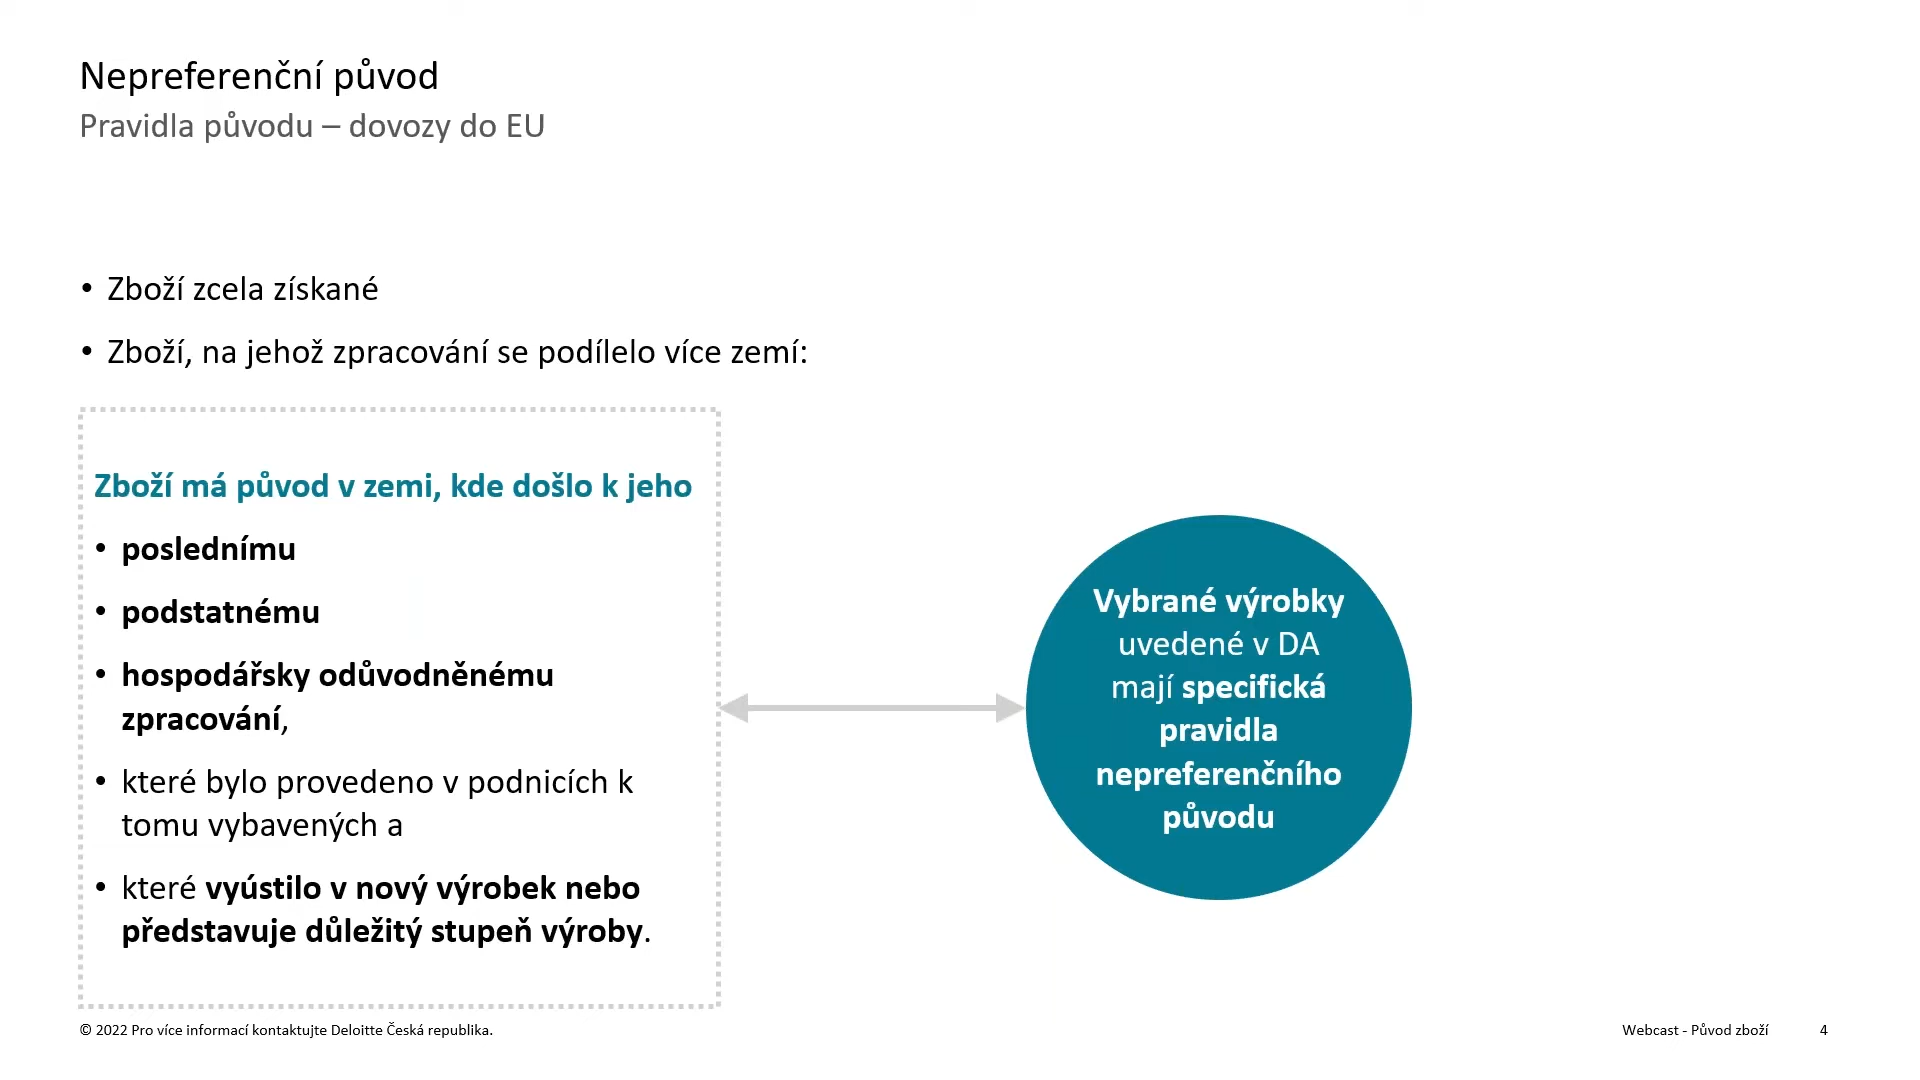 Nepreferenční původ
Pravidla původu – dovozy do EU
• Zboží zcela získané
• Zboží, na jehož zpracování se podílelo více zemí:
Zboží má původ v zemi, kde došlo k jeho
• poslednímu
• podstatnému
• hospodářsky odůvodněnému
zpracování,
• které bylo provedeno v podnicích k
tomu vybavených a
• které vyústilo v nový výrobek nebo
představuje důležitý stupeň výroby.
Vybrané výrobky
uvedené v DA
mají specifická
pravidla
nepreferenčního
původu
© 2022 Pro více informací kontaktujte Deloitte Česká republika.
Webcast - Původ zboží 4